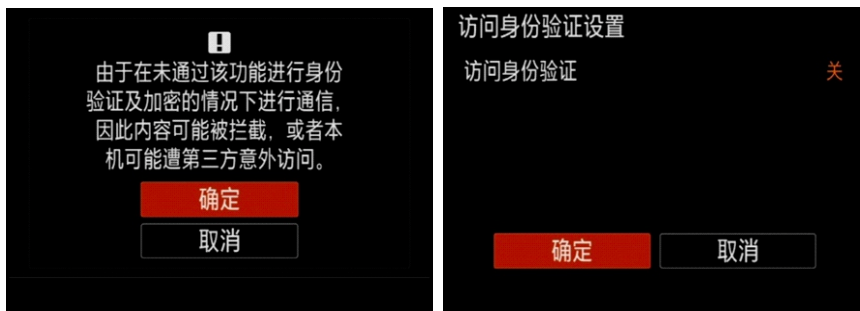 由于在未通过该功能进行身份
验证及加密的情况下进行通信，
因此内容可能被拦截，或者本
机可能遭第三方意外访问。
确定
取消
访问身份验证设置
访问身份验证 关
确定 取消